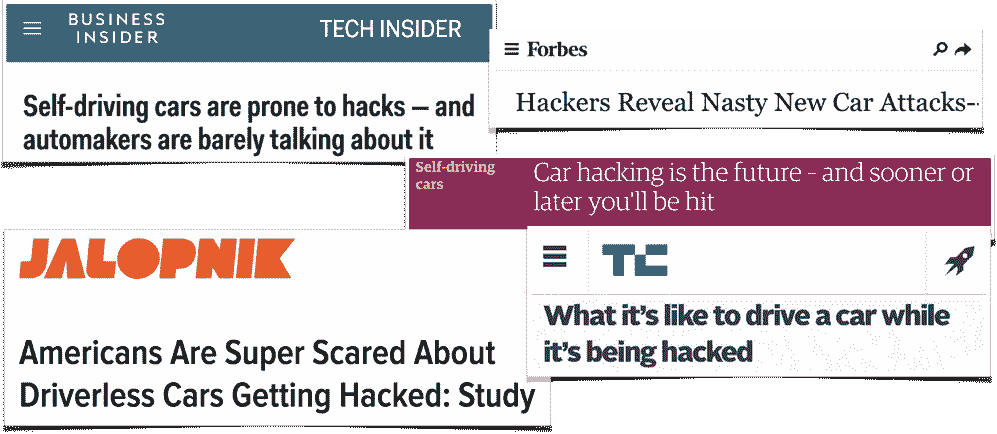 BUSINESS
INSIDER
TECH INSIDER
Self-driving cars are prone to hacks — and
automakers are barely talking about it
Forbes
Hackers Reveal Nasty New Car Attacks-
Self-driving
cars
Car hacking is the future – and sooner or
later you'll be hit
JALOPNIK
Americans Are Super Scared About
Driverless Cars Getting Hacked: Study
TC
What it's like to drive a car while
it's being hacked